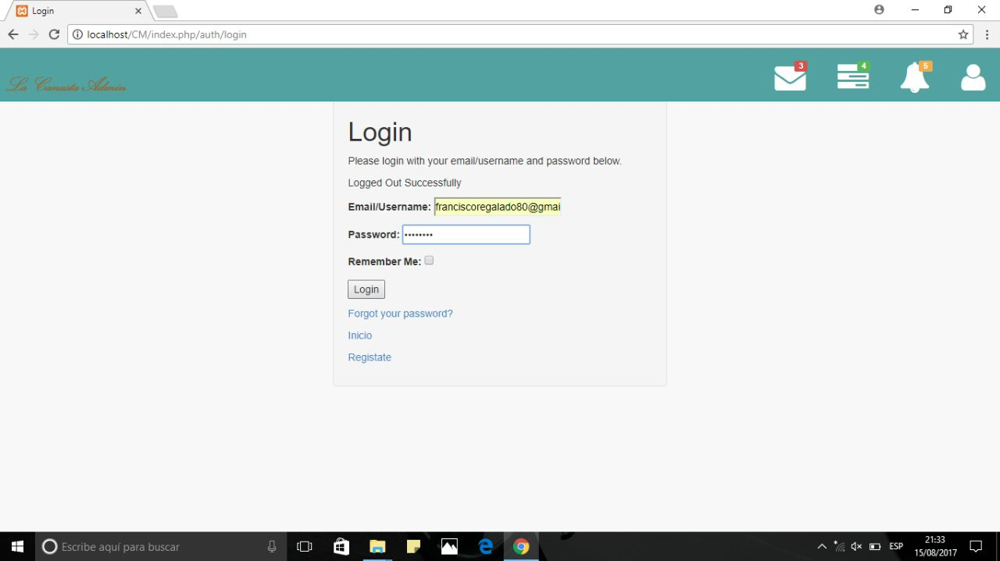 Login
localhost/CM/index.php/auth/login
La Canasta Admin
3
4
5
Login
Please login with your email/username and password below.
Logged Out Successfully
Email/Username: franciscoregalado80@gmai
Password: ••••••••
Remember Me:
Login
Forgot your password?
Inicio
Registate
Escribe aquí para buscar
ESP
21:33
15/08/2017